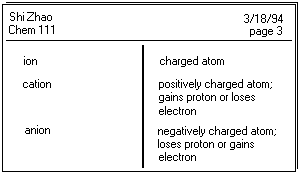 Shi Zhao 3/18/94
Chem 111 page 3
ion charged atom
cation positively charged atom;
gains proton or loses
electron
anion negatively charged atom;
loses proton or gains
electron